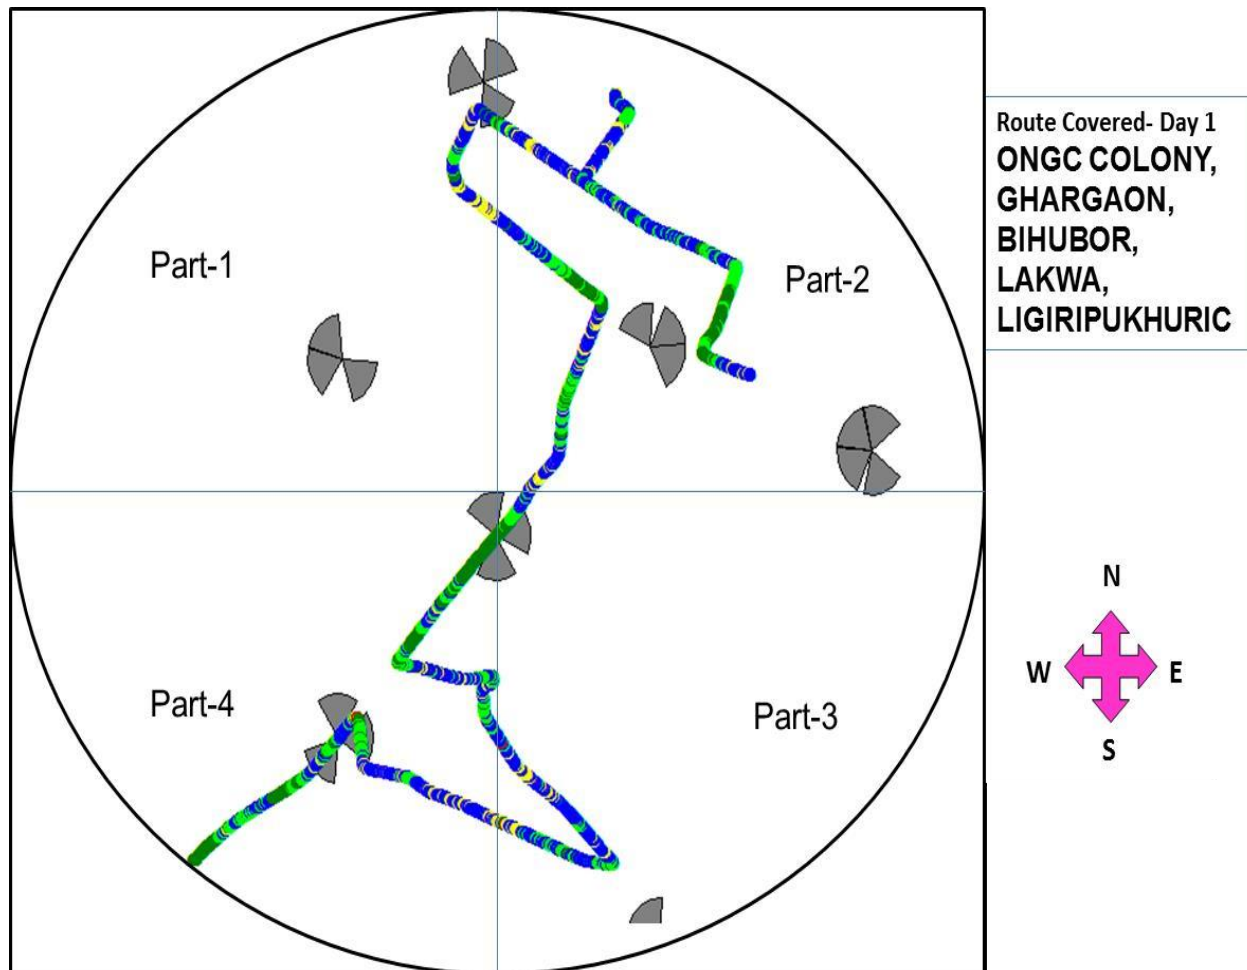 Route Covered- Day 1
ONGC COLONY,
GHARGAON,
BIHUBOR,
LAKWA,
LIGIRIPUKHURIC
Part-1
Part-2
N
W
E
S
Part-4
Part-3